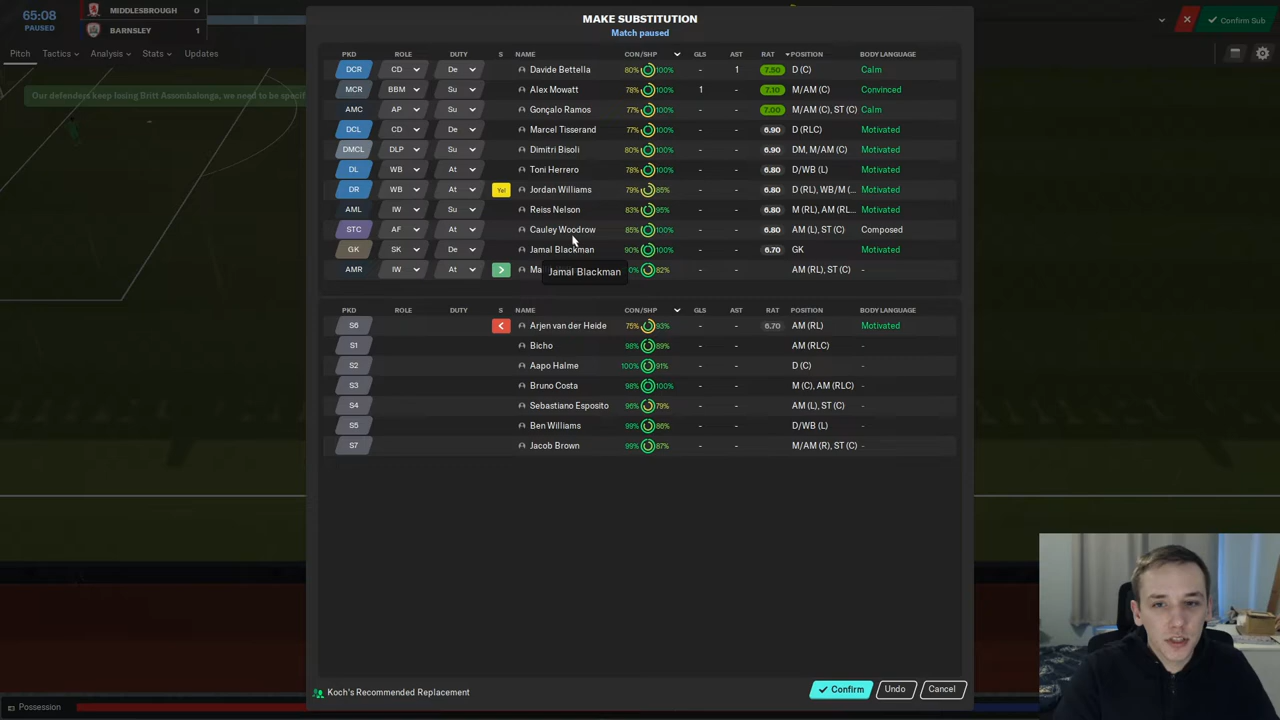 65:08
PAUSED
MIDDLESBROUGH 0
BARNSLEY 1
MAKE SUBSTITUTION
Match paused
Confirm Sub
Pitch Tactics Analysis Stats Updates
PKD ROLE DUTY S NAME CON/SHP GLS AST RAT POSITION BODY LANGUAGE
DCR CD De Davide Bettella 80% 100% - 1 7.50 D (C) Calm
MCR BBM Su Alex Mowatt 78% 100% 1 - 7.10 M/AM (C) Convinced
Our defenders keep losing Britt Assombalonga, we need to be specif
AMC AP Su Gonçalo Ramos 77% 100% - - 7.00 M/AM (C), ST (C) Calm
DCL CD De Marcel Tisserand 77% 100% - - 6.90 D (RLC) Motivated
DMCL DLP Su Dimitri Bisoli 80% 100% - - 6.90 DM, M/AM (C) Motivated
DL WB At Toni Herrero 78% 100% - - 6.80 D/WB (L) Motivated
DR WB At Yel Jordan Williams 79% 85% - - 6.80 D (RL), WB/M (... Motivated
AML IW Su Reiss Nelson 83% 95% - - 6.80 M (RL), AM (RL... Motivated
STC AF At Cauley Woodrow 85% 100% - - 6.80 AM (L), ST (C) Composed
GK SK De Jamal Blackman 90% 100% - - 6.70 GK Motivated
AMR IW At Ma 82% - - AM (RL), ST (C) -
Jamal Blackman
PKD ROLE DUTY S NAME CON/SHP GLS AST RAT POSITION BODY LANGUAGE
S6 Arjen van der Heide 75% 93% - - 6.70 AM (RL) Motivated
S1 Bicho 98% 89% - - AM (RLC) -
S2 Aapo Halme 100% 91% - - D (C) -
S3 Bruno Costa 98% 100% - - M (C), AM (RLC) -
S4 Sebastiano Esposito 96% 79% - - AM (L), ST (C) -
S5 Ben Williams 99% 86% - - D/WB (L) -
S7 Jacob Brown 99% 87% - - M/AM (R), ST (C) -
Koch's Recommended Replacement
Confirm Undo Cancel
Possession